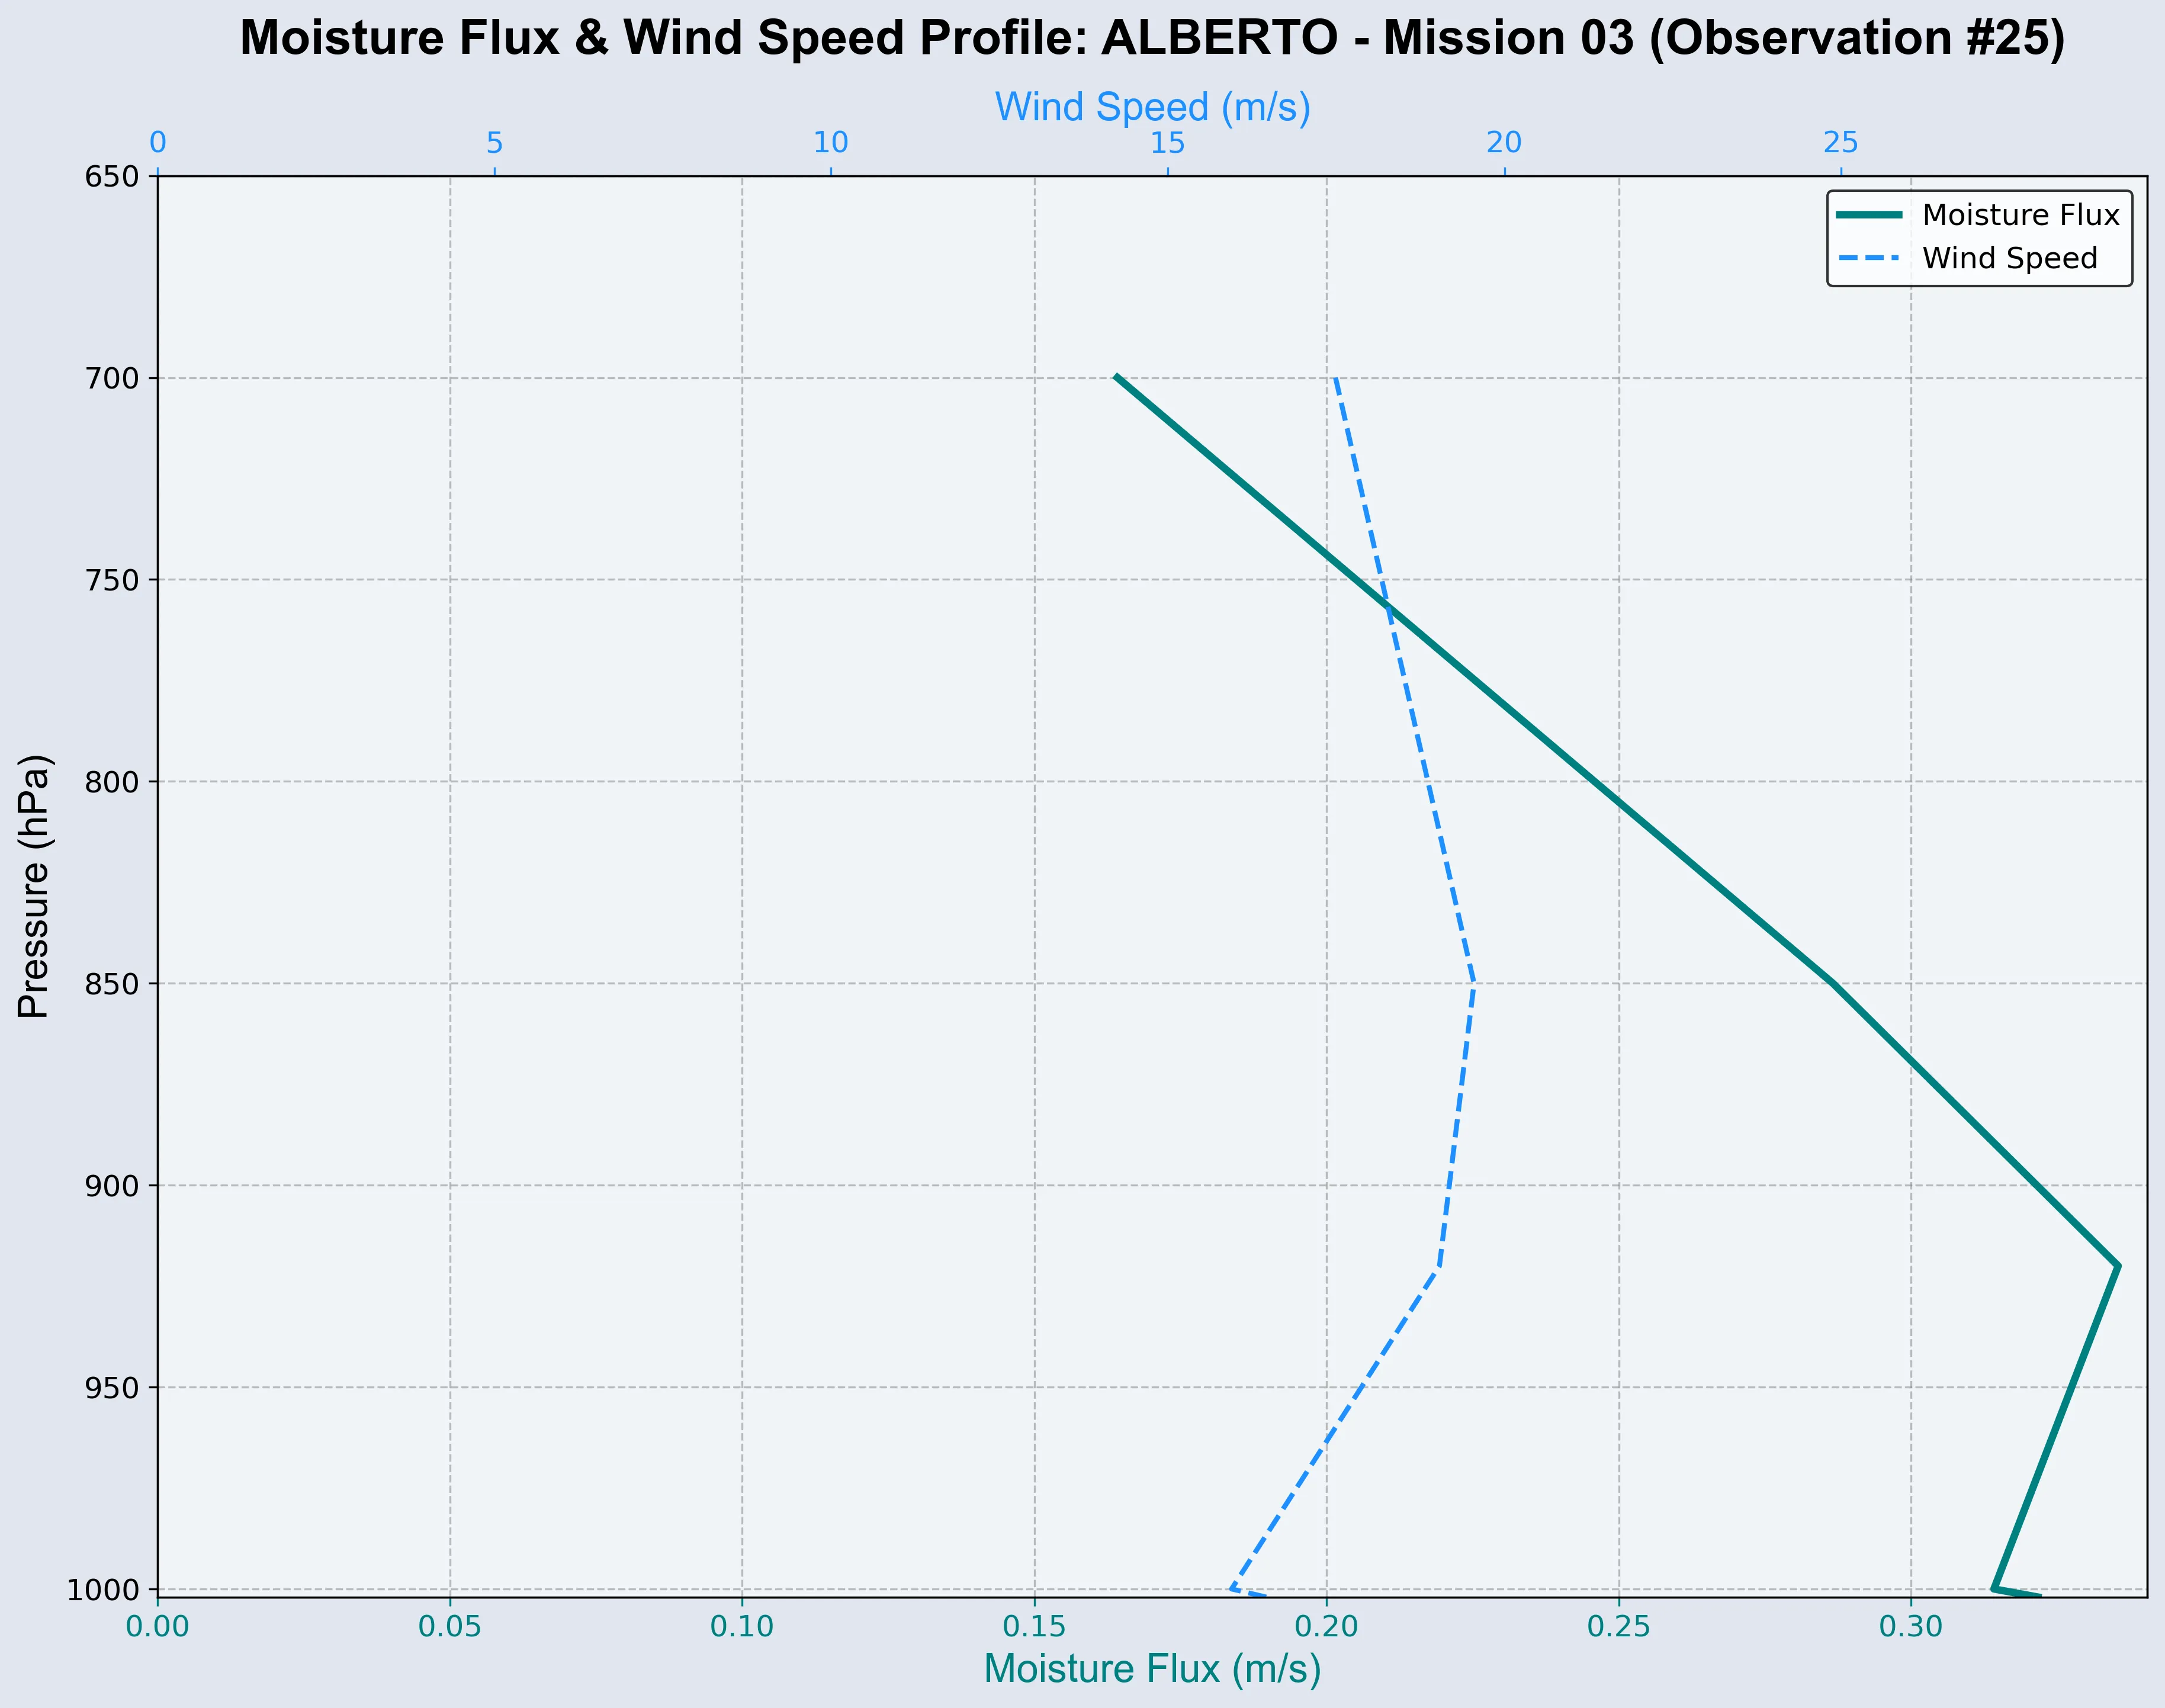 Moisture Flux & Wind Speed Profile: ALBERTO - Mission 03 (Observation #25)
Wind Speed (m/s)
0 5 10 15 20 25
650
Moisture Flux
Wind Speed
700
750
800
Pressure (hPa)
850
900
950
1000
0.00 0.05 0.10 0.15 0.20 0.25 0.30
Moisture Flux (m/s)